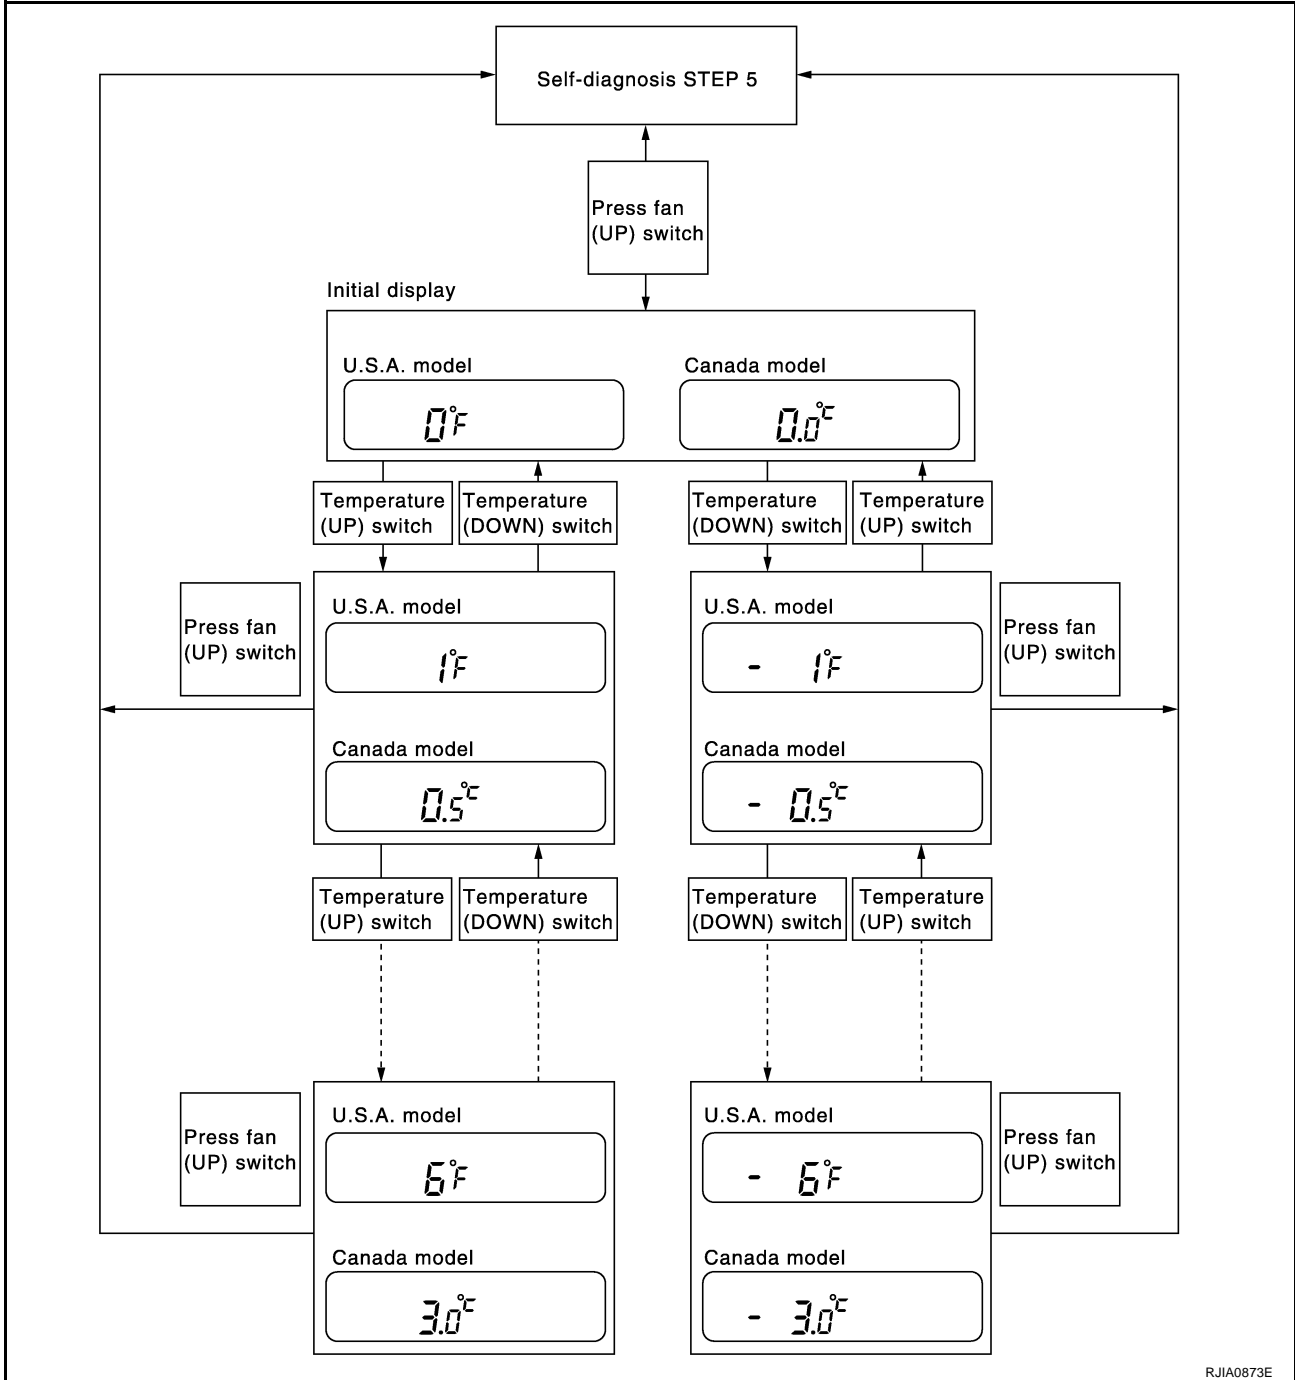 Self-diagnosis STEP 5
Press fan
(UP) switch
Initial display
U.S.A. model
Canada model
0°F
0.0°C
Temperature
(UP) switch
Temperature
(DOWN) switch
Temperature
(DOWN) switch
Temperature
(UP) switch
Press fan
(UP) switch
U.S.A. model
1°F
Canada model
0.5°C
U.S.A. model
- 1°F
Canada model
- 0.5°C
Press fan
(UP) switch
Temperature
(UP) switch
Temperature
(DOWN) switch
Temperature
(DOWN) switch
Temperature
(UP) switch
Press fan
(UP) switch
U.S.A. model
6°F
Canada model
3.0°C
U.S.A. model
- 6°F
Canada model
- 3.0°C
Press fan
(UP) switch
RJIA0873E